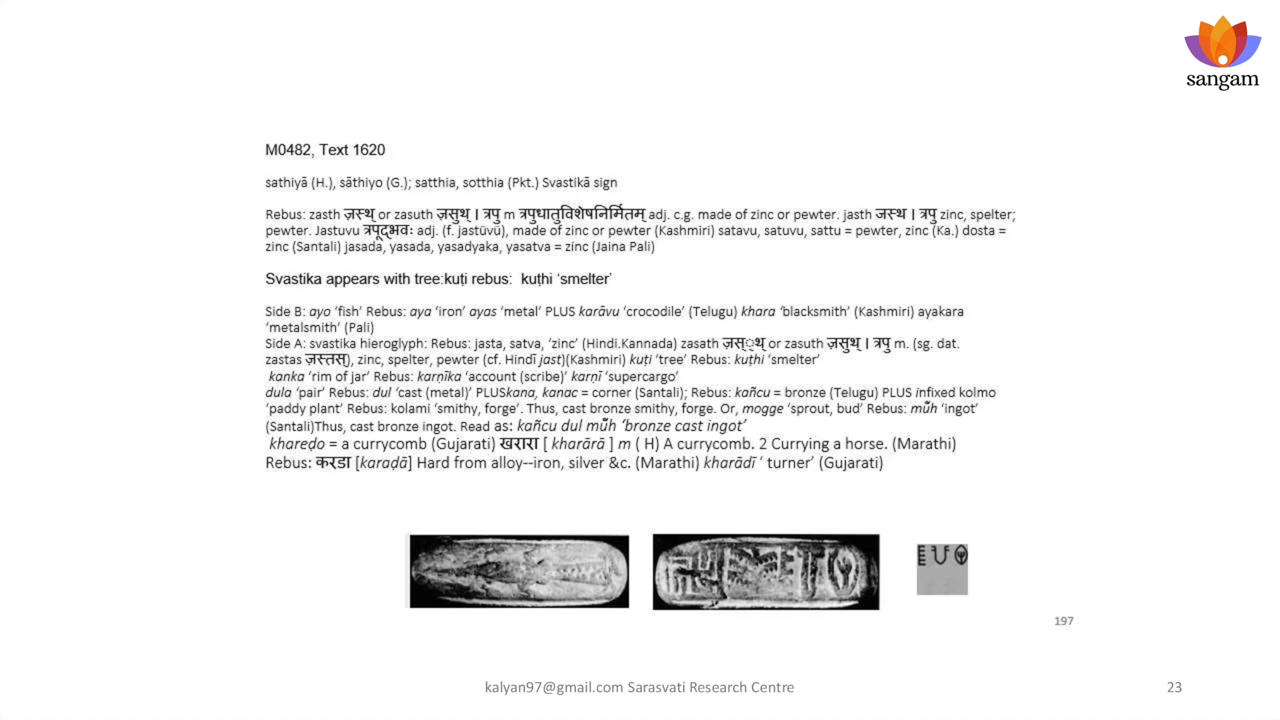 sangam
M0482, Text 1620
sathiyā (H.), sāthiyo (G.); satthia, sotthia (Pkt.) Svastikā sign
Rebus: zasth ज़स्थ् or zasuth ज़सुथ् । त्रपु m त्रपुधातुविशेषनिर्मितम् adj. c.g. made of zinc or pewter. jasth जस्थ । त्रपु zinc, spelter;
pewter. Jastuvu त्रपूद्भवः adj. (f. jastüvü), made of zinc or pewter (Kashmiri) satavu, satuvu, sattu = pewter, zinc (Ka.) dosta =
zinc (Santali) jasada, yasada, yasadyaka, yasatva = zinc (Jaina Pali)
Svastika appears with tree:kuṭi rebus: kuṭhi ‘smelter’
Side B: ayo ‘fish’ Rebus: aya ‘iron’ ayas ‘metal’ PLUS karāvu ‘crocodile’ (Telugu) khara ‘blacksmith’ (Kashmiri) ayakara
‘metalsmith’ (Pali)
Side A: svastika hieroglyph: Rebus: jasta, satva, ‘zinc’ (Hindi.Kannada) zasath ज़स््थ् or zasuth ज़सुथ् । त्रपु m. (sg. dat.
zastas ज़स्तस्), zinc, spelter, pewter (cf. Hindī jast)(Kashmiri) kuṭi ‘tree’ Rebus: kuṭhi ‘smelter’
kanka ‘rim of jar’ Rebus: karṇīka ‘account (scribe)’ karṇī ‘supercargo’
dula ‘pair’ Rebus: dul ‘cast (metal)’ PLUSkana, kanac = corner (Santali); Rebus: kañcu = bronze (Telugu) PLUS infixed kolmo
‘paddy plant’ Rebus: kolami ‘smithy, forge’. Thus, cast bronze smithy, forge. Or, mogge ‘sprout, bud’ Rebus: mũh ‘ingot’
(Santali)Thus, cast bronze ingot. Read as: kañcu dul mũh ‘bronze cast ingot’
khareḍo = a currycomb (Gujarati) खरारा [ kharārā ] m ( H) A currycomb. 2 Currying a horse. (Marathi)
Rebus: करडा [karaḍā] Hard from alloy--iron, silver &c. (Marathi) kharādī ‘ turner’ (Gujarati)
197
kalyan97@gmail.com Sarasvati Research Centre
23